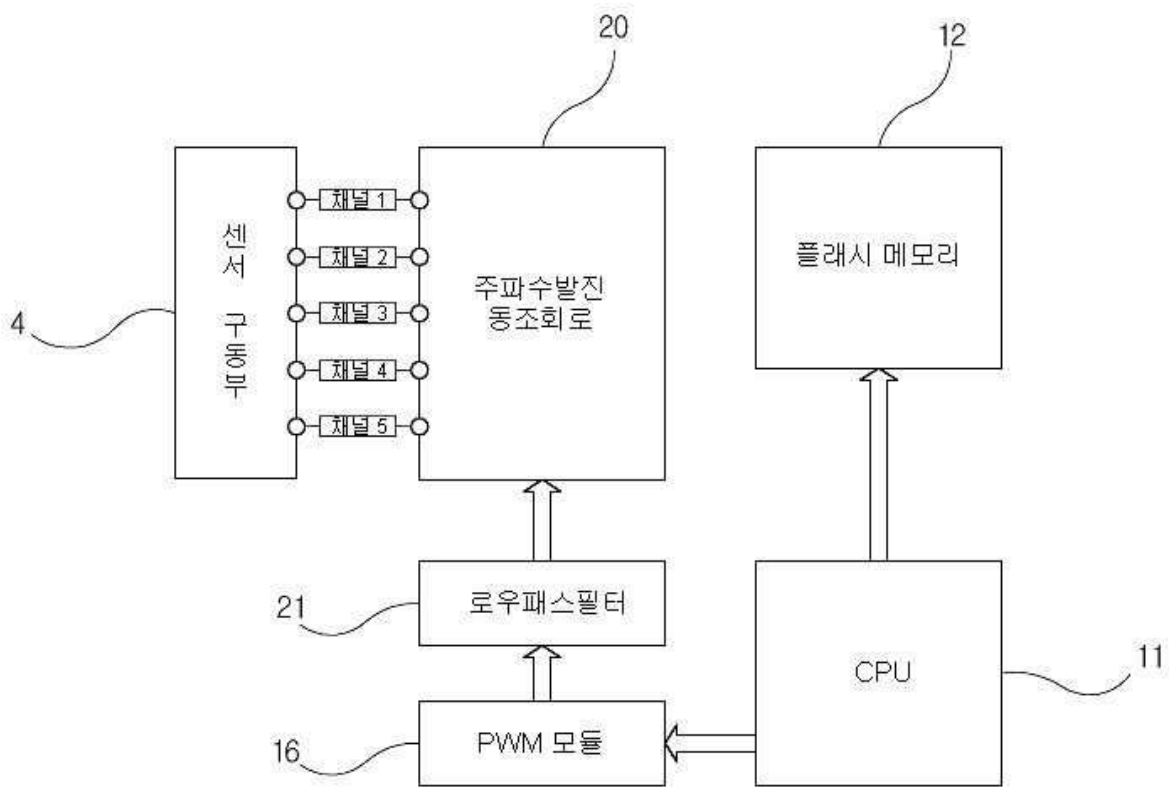 20
12
센서 구동부
채널 1
채널 2
채널 3
채널 4
채널 5
주파수발진
동조회로
플래시 메모리
4
21
로우패스필터
CPU
11
16
PWM 모듈